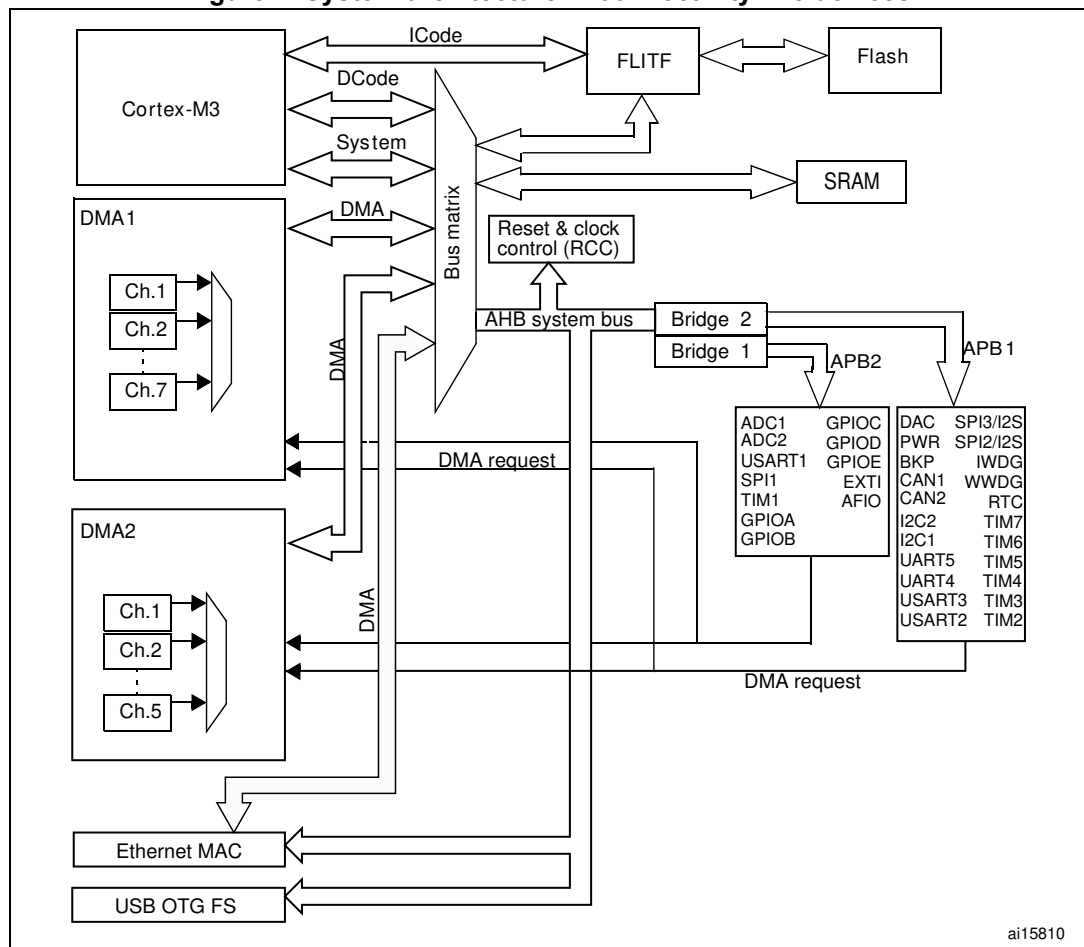 ICode
FLITF
Flash
Cortex-M3
DCode
System
SRAM
DMA1
DMA
Bus matrix
Reset & clock
control (RCC)
Ch.1
Ch.2
Ch.7
AHB system bus
Bridge 2
Bridge 1
APB2
APB1
DMA
ADC1 GPIOC
ADC2 GPIOD
USART1 GPIOE
SPI1 EXTI
TIM1 AFIO
GPIOA
GPIOB
DAC SPI3/I2S
PWR SPI2/I2S
BKP IWDG
CAN1 WWDG
CAN2 RTC
I2C2 TIM7
I2C1 TIM6
UART5 TIM5
UART4 TIM4
USART3 TIM3
USART2 TIM2
DMA request
DMA2
Ch.1
Ch.2
Ch.5
DMA
DMA request
Ethernet MAC
USB OTG FS
ai15810